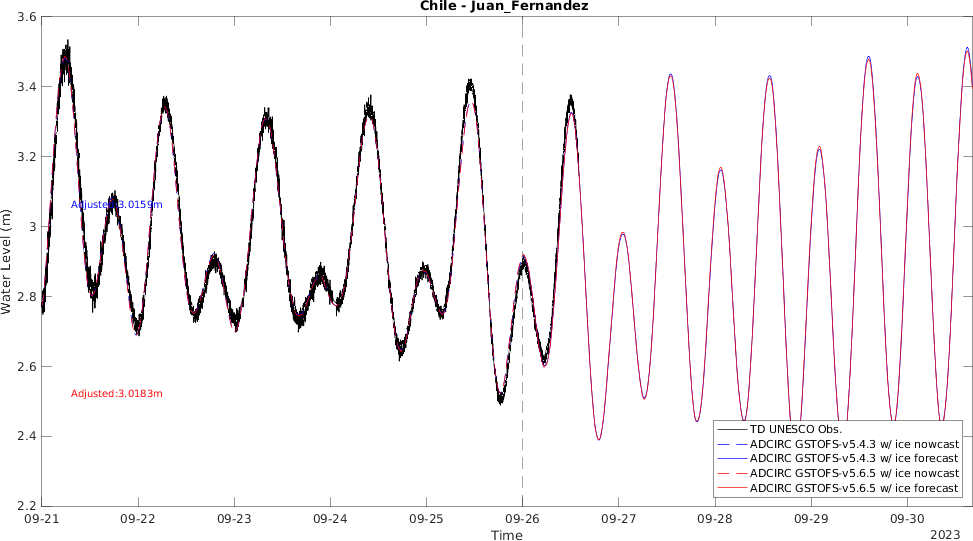 Chile - Juan_Fernandez
3.6
3.4
3.2
3
2.8
2.6
2.4
2.2
Water Level (m)
Adjusted:3.0159m
Adjusted:3.0183m
TD UNESCO Obs.
ADCIRC GSTOFS-v5.4.3 w/ ice nowcast
ADCIRC GSTOFS-v5.4.3 w/ ice forecast
ADCIRC GSTOFS-v5.6.5 w/ ice nowcast
ADCIRC GSTOFS-v5.6.5 w/ ice forecast
09-21 09-22 09-23 09-24 09-25 09-26 09-27 09-28 09-29 09-30
Time
2023